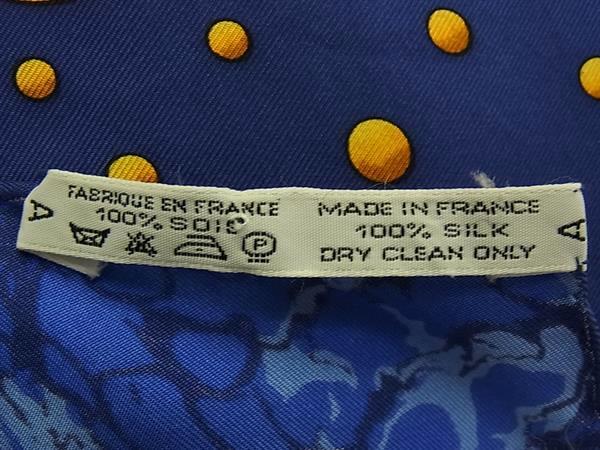 A
FABRIQUE EN FRANCE
100% SOIE
P
MADE IN FRANCE
100% SILK
DRY CLEAN ONLY
A